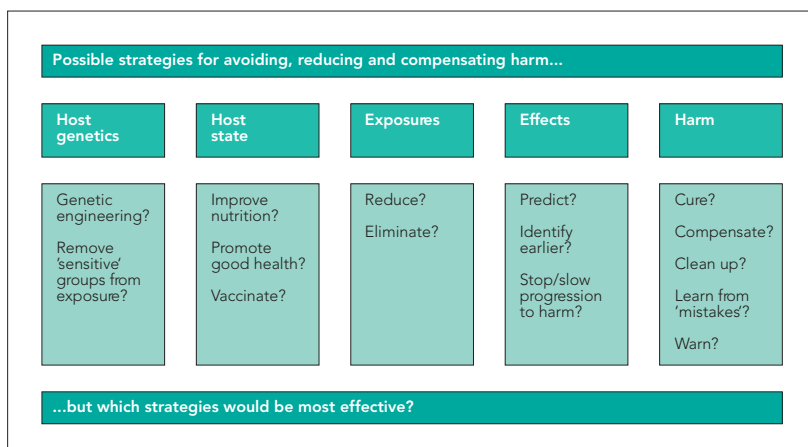 Possible strategies for avoiding, reducing and compensating harm...
Host
genetics
Host
state
Exposures
Effects
Harm
Genetic
engineering?
Remove
'sensitive'
groups from
exposure?
Improve
nutrition?
Promote
good health?
Vaccinate?
Reduce?
Eliminate?
Predict?
Identify
earlier?
Stop/slow
progression
to harm?
Cure?
Compensate?
Clean up?
Learn from
'mistakes'?
Warn?
...but which strategies would be most effective?